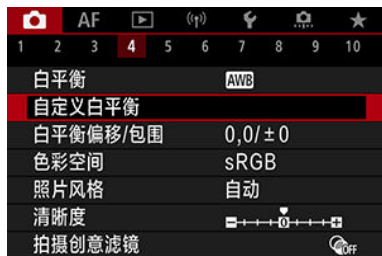 AF
1 2 3 4 5 6 7 8 9 10
白平衡 AWB
自定义白平衡
白平衡偏移/包围 0,0/±0
色彩空间 sRGB
照片风格 自动
清晰度 0
拍摄创意滤镜 OFF